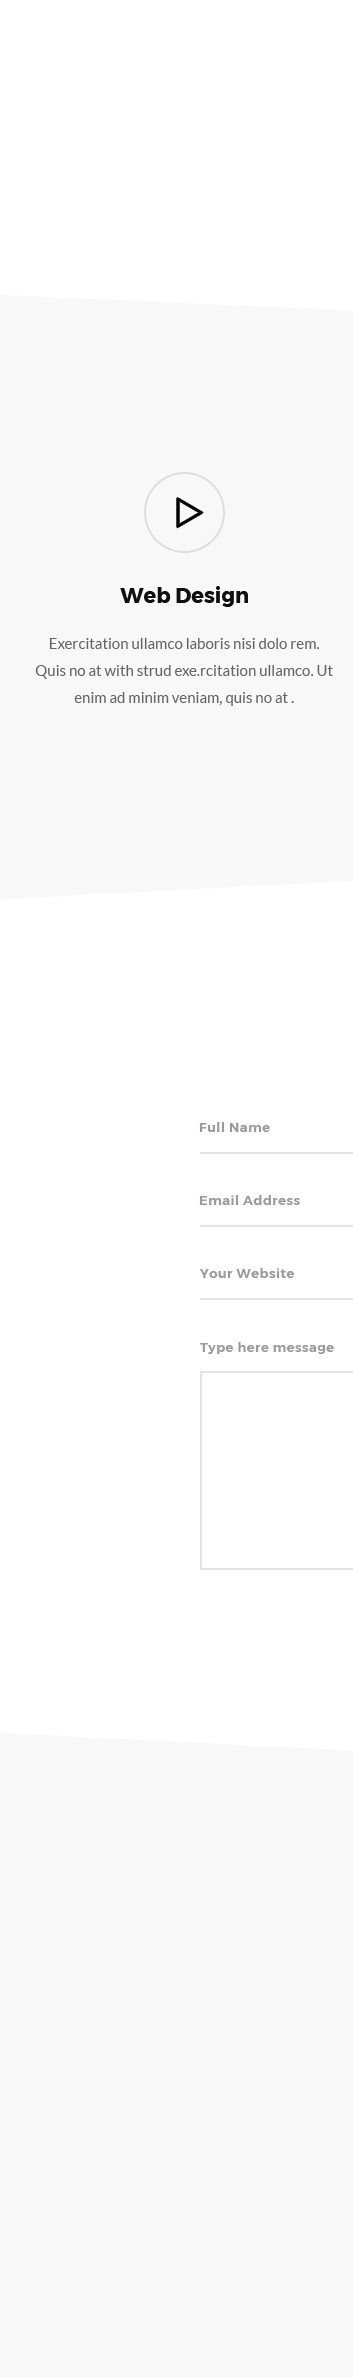 Web Design
Exercitation ullamco laboris nisi dolo rem.
Quis no at with strud exe.rcitation ullamco. Ut
enim ad minim veniam, quis no at .
Full Name
Email Address
Your Website
Type here message